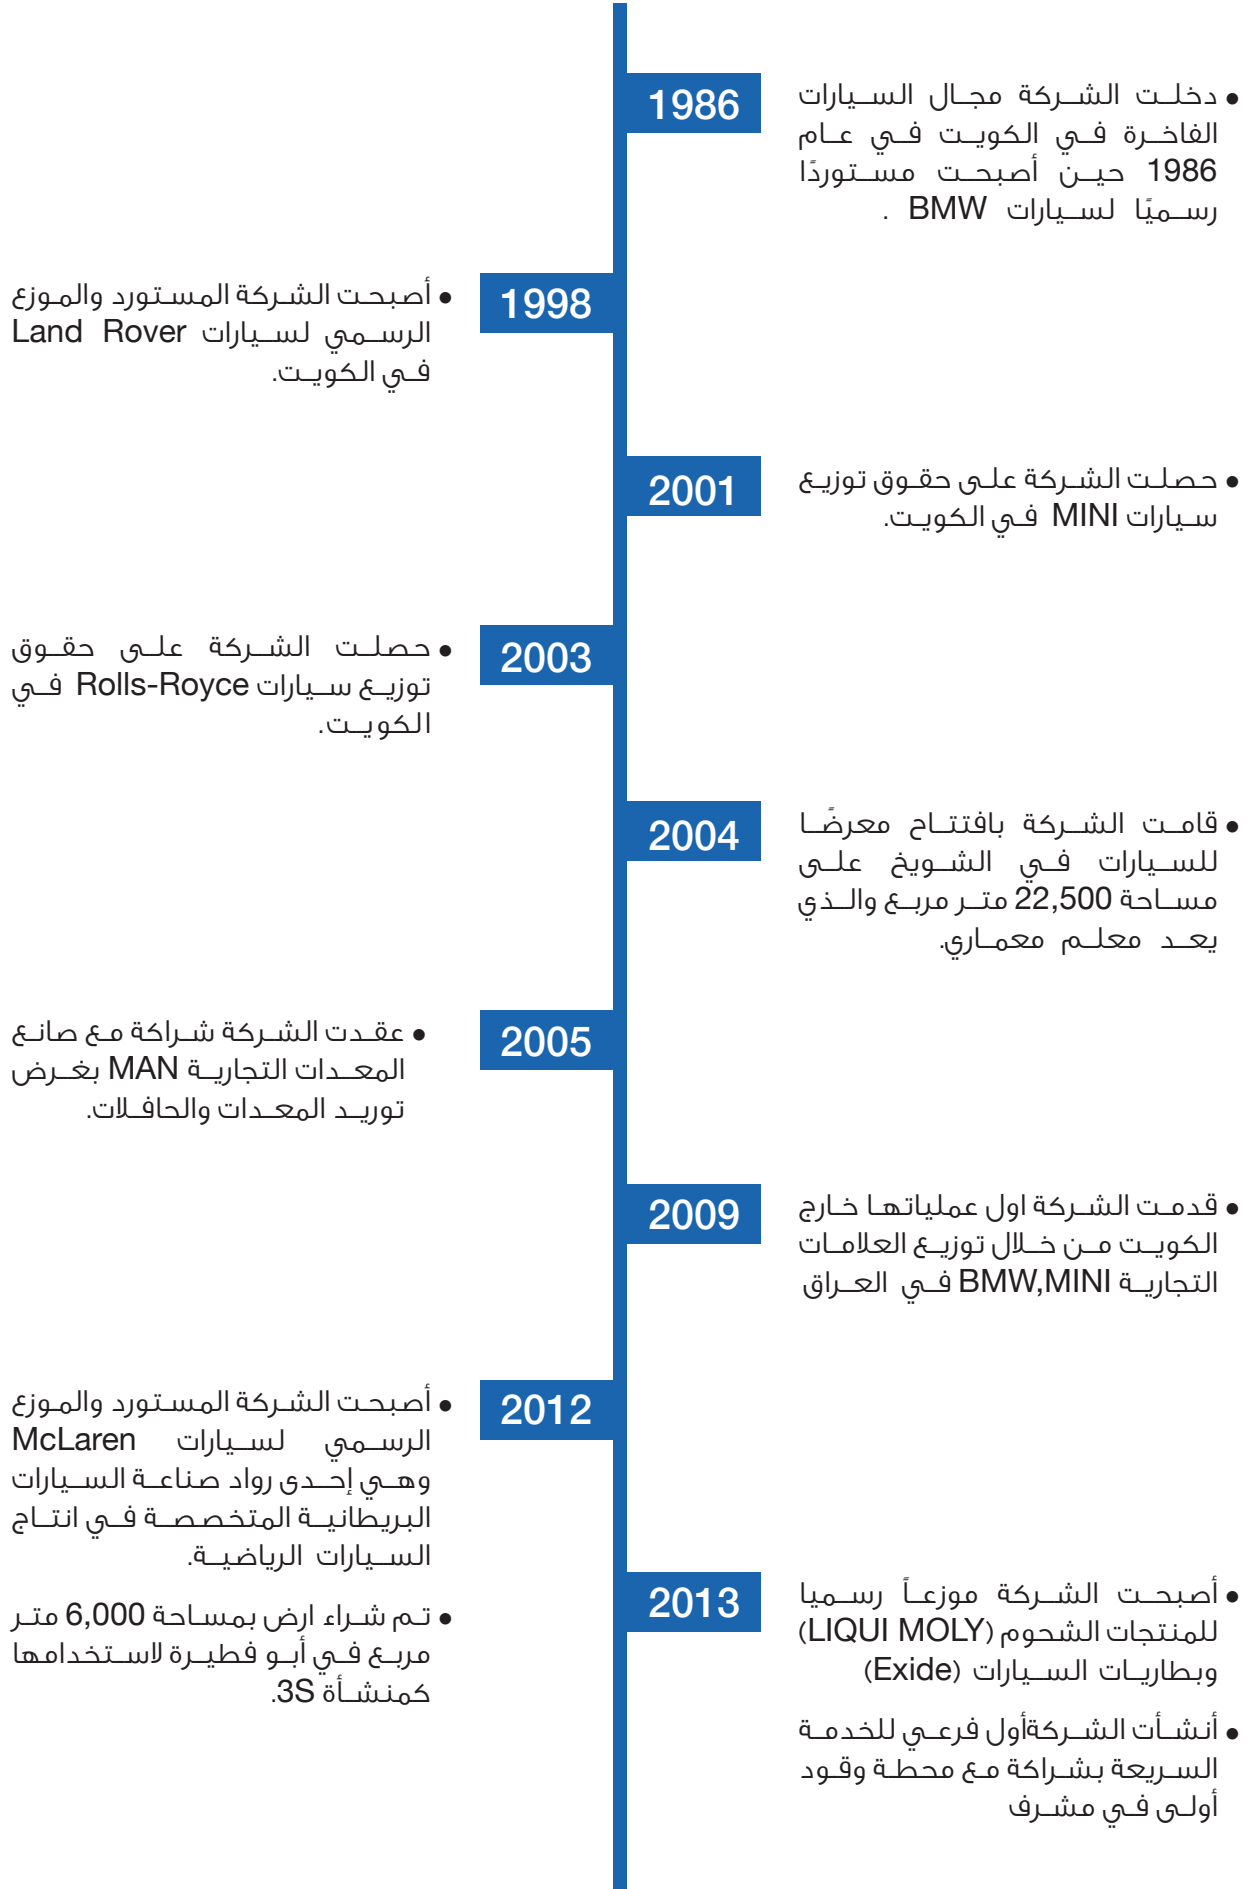 1986
• دخلت الشركة مجال السيارات
الفاخرة في الكويت في عام
1986 حين أصبحت مستوردًا
رسميًا لسيارات BMW .
1998
• أصبحت الشركة المستورد والموزع
الرسمي لسيارات Land Rover
في الكويت.
2001
• حصلت الشركة على حقوق توزيع
سيارات MINI في الكويت.
2003
• حصلت الشركة على حقوق
توزيع سيارات Rolls-Royce في
الكويت.
2004
• قامت الشركة بافتتاح معرضًا
للسيارات في الشويخ على
مساحة 22,500 متر مربع والذي
يعد معلم معماري.
2005
• عقدت الشركة شراكة مع صانع
المعدات التجارية MAN بغرض
توريد المعدات والحافلات.
2009
• قدمت الشركة اول عملياتها خارج
الكويت من خلال توزيع العلامات
التجارية BMW,MINI في العراق
2012
• أصبحت الشركة المستورد والموزع
الرسمي لسيارات McLaren
وهي إحدى رواد صناعة السيارات
البريطانية المتخصصة في انتاج
السيارات الرياضية.
• تم شراء ارض بمساحة 6,000 متر
مربع في أبو فطيرة لاستخدامها
كمنشأة 3S.
2013
• أصبحت الشركة موزعاً رسميا
للمنتجات الشحوم (LIQUI MOLY)
وبطاريات السيارات (Exide)
• أنشأت الشركةأول فرعي للخدمة
السريعة بشراكة مع محطة وقود
أولى في مشرف